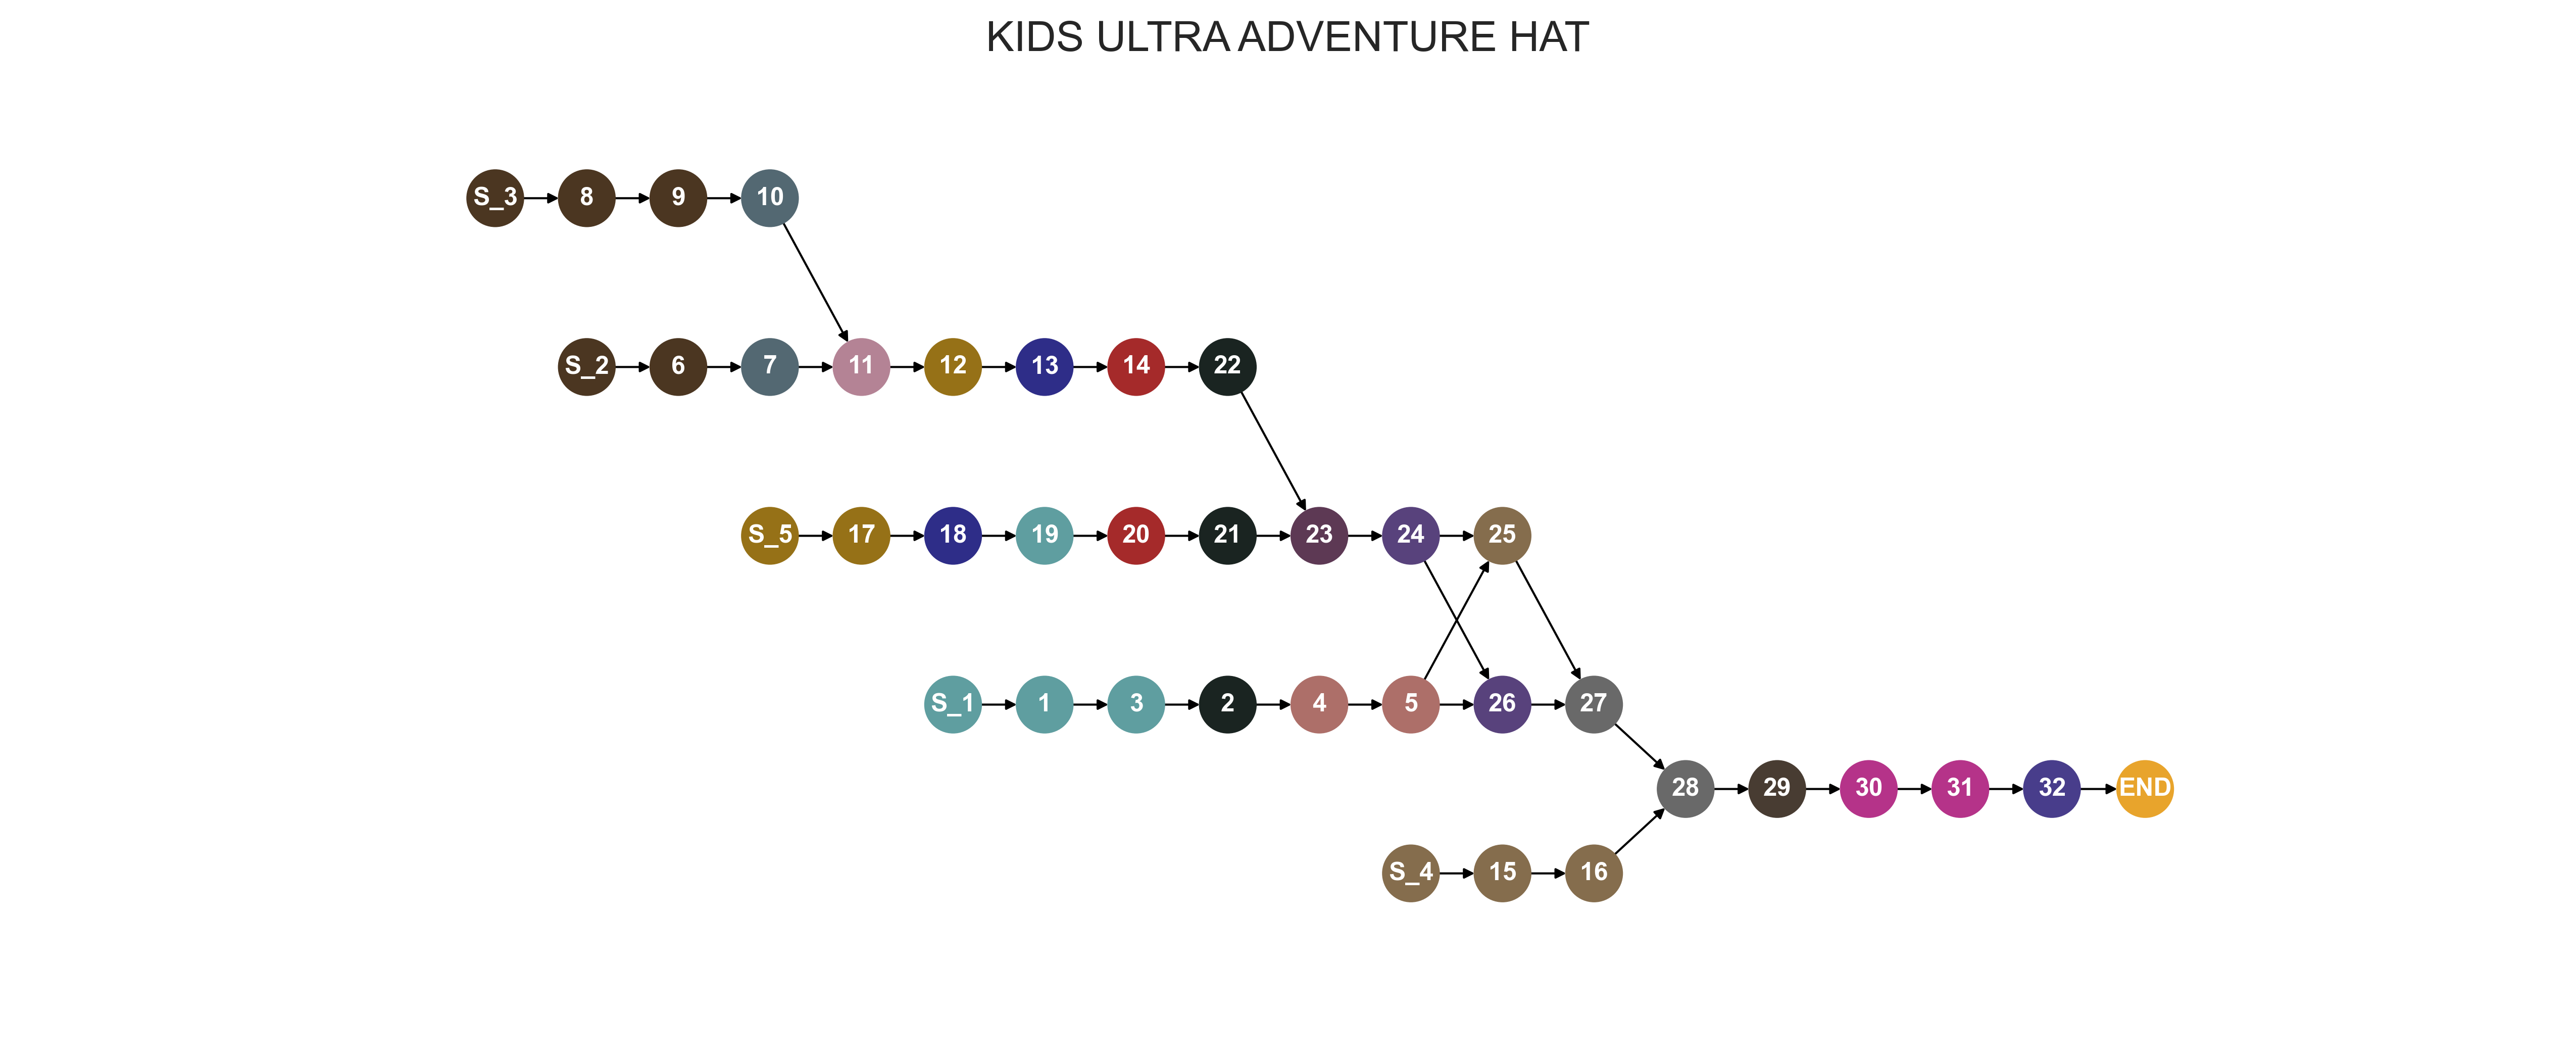 KIDS ULTRA ADVENTURE HAT
S_3 8 9 10
S_2 6 7 11 12 13 14 22
S_5 17 18 19 20 21 23 24 25
S_1 1 3 2 4 5 26 27
28 29 30 31 32 END
S_4 15 16